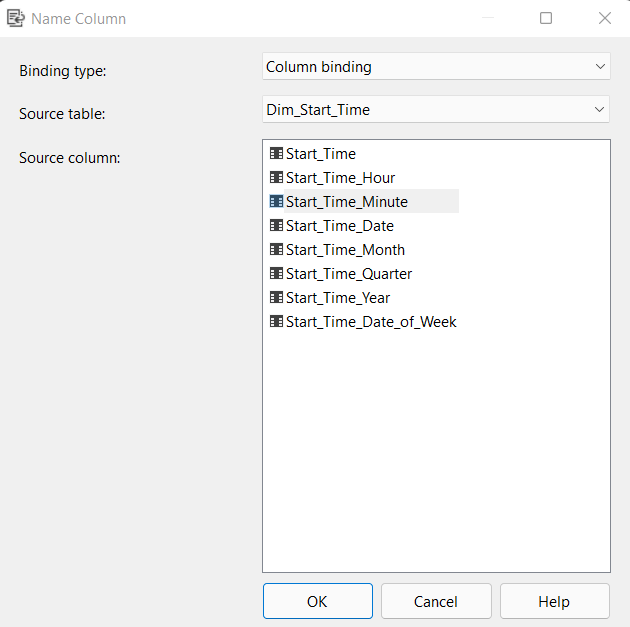 Name Column
Binding type:
Column binding
Source table:
Dim_Start_Time
Source column:
Start_Time
Start_Time_Hour
Start_Time_Minute
Start_Time_Date
Start_Time_Month
Start_Time_Quarter
Start_Time_Year
Start_Time_Date_of_Week
OK
Cancel
Help